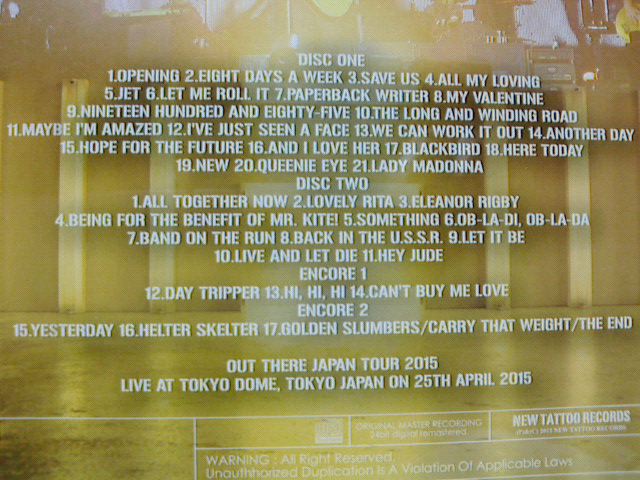 DISC ONE
1.OPENING 2.EIGHT DAYS A WEEK 3.SAVE US 4.ALL MY LOVING
5.JET 6.LET ME ROLL IT 7.PAPERBACK WRITER 8.MY VALENTINE
9.NINETEEN HUNDRED AND EIGHTY-FIVE 10.THE LONG AND WINDING ROAD
11.MAYBE I'M AMAZED 12.I'VE JUST SEEN A FACE 13.WE CAN WORK IT OUT 14.ANOTHER DAY
15.HOPE FOR THE FUTURE 16.AND I LOVE HER 17.BLACKBIRD 18.HERE TODAY
19.NEW 20.QUEENIE EYE 21.LADY MADONNA
DISC TWO
1.ALL TOGETHER NOW 2.LOVELY RITA 3.ELEANOR RIGBY
4.BEING FOR THE BENEFIT OF MR. KITE! 5.SOMETHING 6.OB-LA-DI, OB-LA-DA
7.BAND ON THE RUN 8.BACK IN THE U.S.S.R. 9.LET IT BE
10.LIVE AND LET DIE 11.HEY JUDE
ENCORE 1
12.DAY TRIPPER 13.HI, HI, HI 14.CAN'T BUY ME LOVE
ENCORE 2
15.YESTERDAY 16.HELTER SKELTER 17.GOLDEN SLUMBERS/CARRY THAT WEIGHT/THE END
OUT THERE JAPAN TOUR 2015
LIVE AT TOKYO DOME, TOKYO JAPAN ON 25TH APRIL 2015
ORIGINAL MASTER RECORDING
24bit digital remastered.
NEW TATTOO RECORDS
2015 NEW TATTOO RECORDS
WARNING : All Right Reserved.
Unauthhorized Duplication Is A Violation Of Applicable Laws